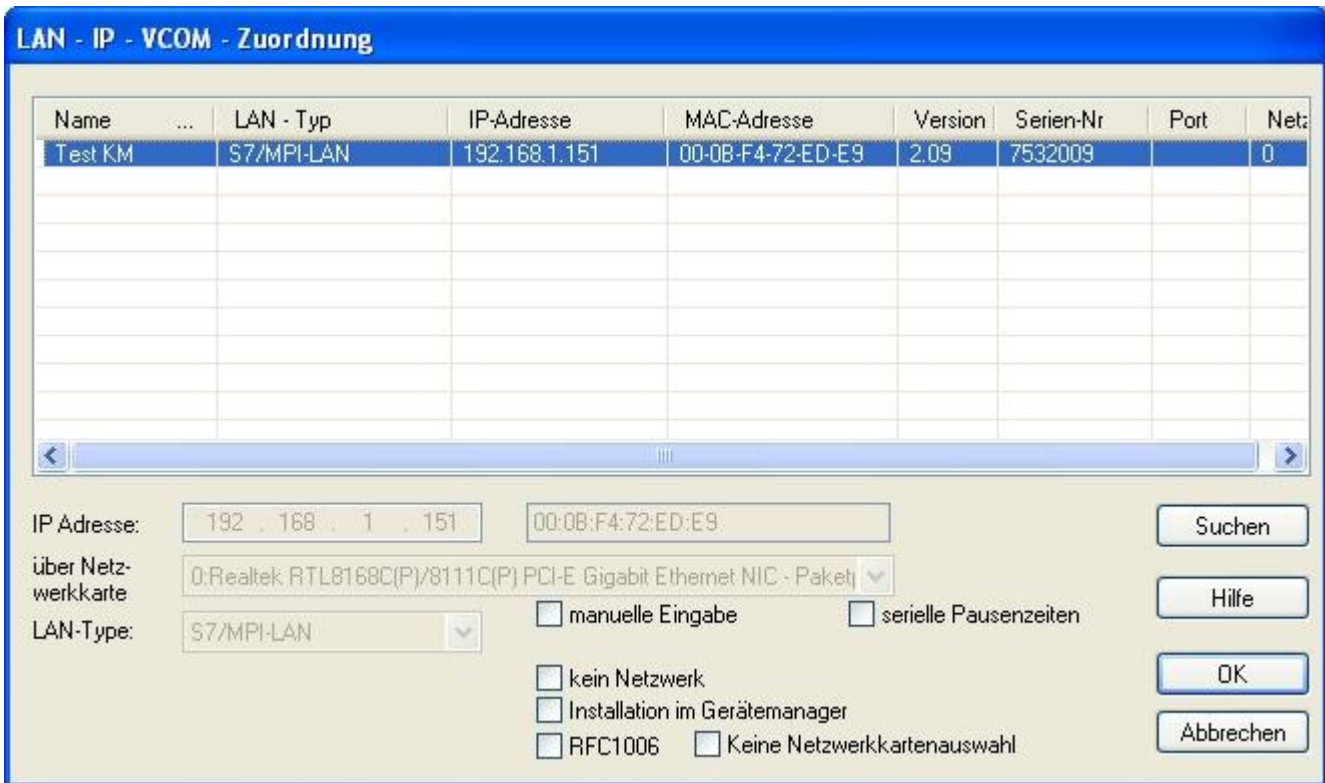 LAN - IP - VCOM - Zuordnung
Name ... LAN - Typ IP-Adresse MAC-Adresse Version Serien-Nr Port Netz
Test KM S7/MPI-LAN 192.168.1.151 00-0B-F4-72-ED-E9 2.09 7532009 0
IP Adresse: 192 . 168 . 1 . 151 00:0B:F4:72:ED:E9 Suchen
über Netz-
werkkarte
0:Realtek RTL8168C(P)/8111C(P) PCI-E Gigabit Ethernet NIC - Paket
Hilfe
manuelle Eingabe serielle Pausenzeiten
LAN-Type: S7/MPI-LAN
kein Netzwerk OK
Installation im Gerätemanager
RFC1006 Keine Netzwerkkartenauswahl Abbrechen